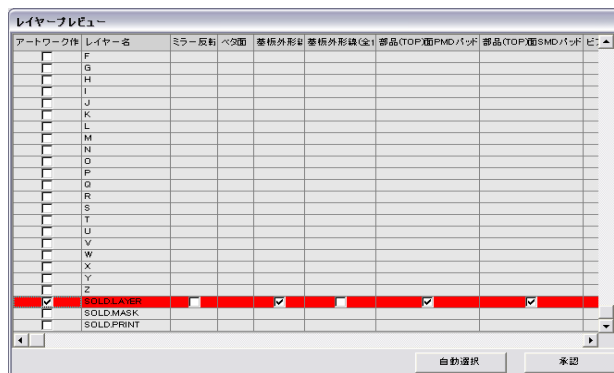 レイヤープレビュー
アートワーク作 レイヤー名 ミラー反転 ベタ面 基板外形 基板外形線(全 部品(TOP)面PMDパッド 部品(TOP)面SMDパッド ビ
F
G
H
I
J
K
L
M
N
O
P
Q
R
S
T
U
V
W
X
Y
Z
SOLD.LAYER
SOLD.MASK
SOLD.PRINT
自動選択 承認